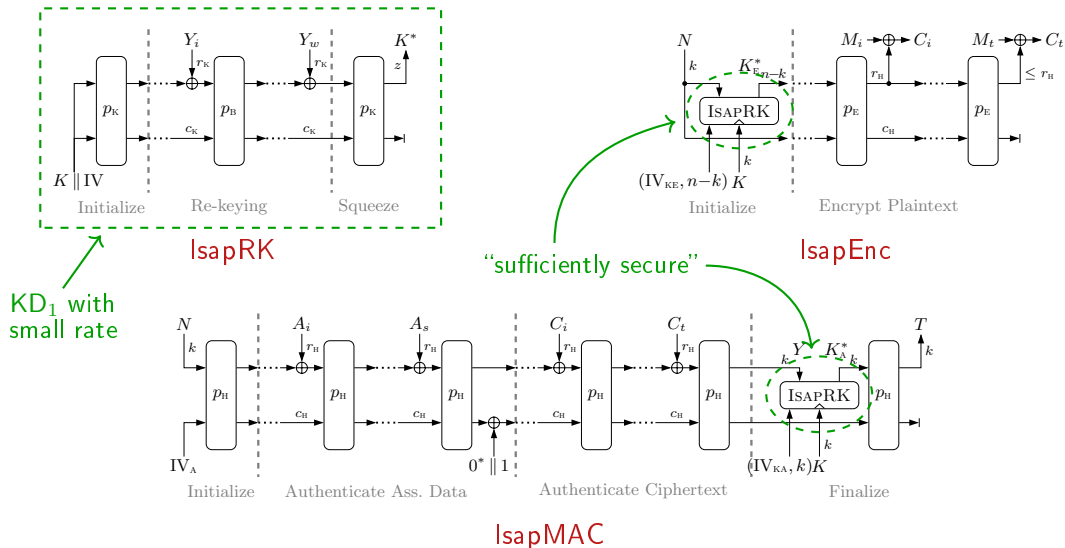 Y_i Y_w K*
r_K r_K z
p_K p_B p_K
c_K c_K
K ∥ IV
Initialize Re-keying Squeeze
IsapRK
KD₁ with
small rate
N M_i C_i M_t C_t
k K*_E n−k r_H ≤ r_H
IsapRK p_E p_E
c_H
k
(IV_KE, n−k) K
Initialize Encrypt Plaintext
IsapEnc
“sufficiently secure”
N A_i A_s C_i C_t Y K*_A T
k r_H r_H r_H r_H k k k
p_H p_H p_H p_H p_H IsapRK p_H
c_H c_H c_H c_H
k
IV_A 0* ∥ 1 (IV_KA, k) K
Initialize Authenticate Ass. Data Authenticate Ciphertext Finalize
IsapMAC